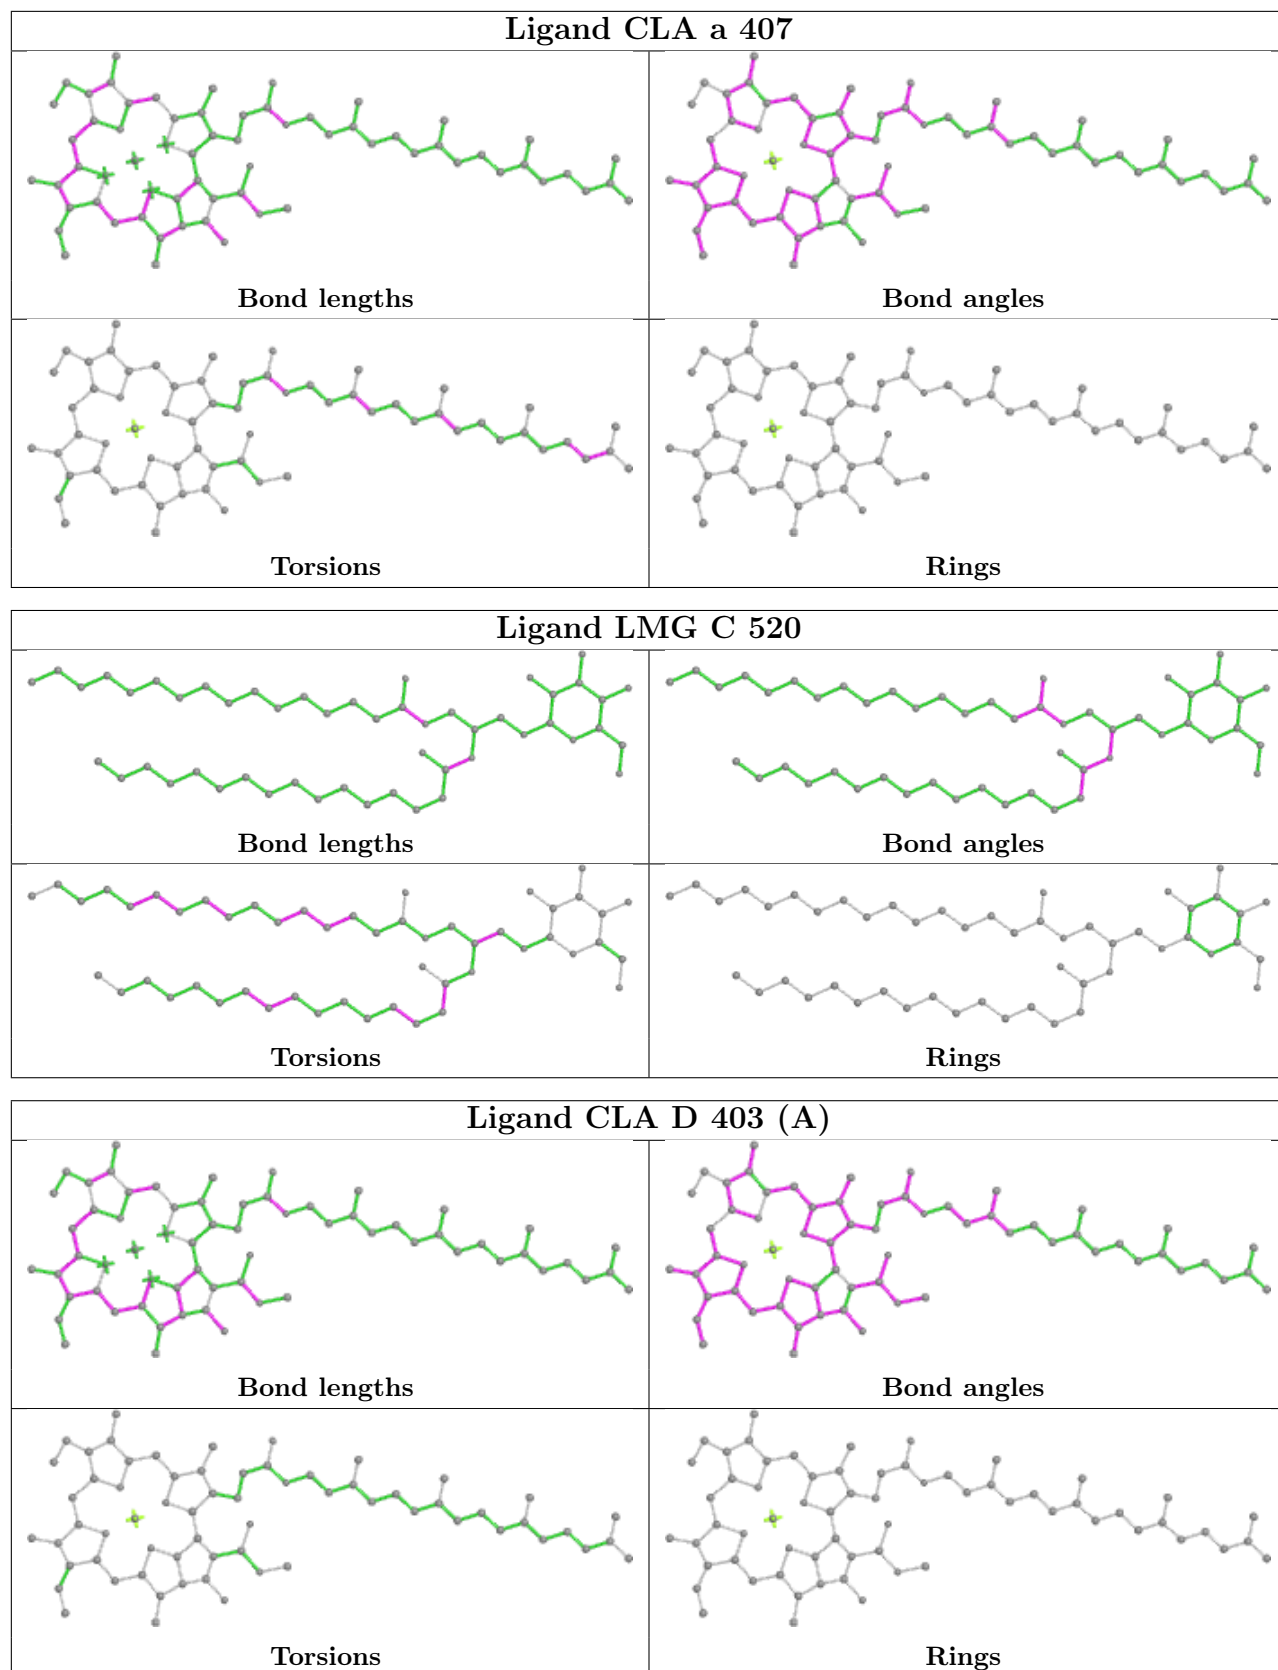 Ligand CLA a 407
Bond lengths
Bond angles
Torsions
Rings
Ligand LMG C 520
Bond lengths
Bond angles
Torsions
Rings
Ligand CLA D 403 (A)
Bond lengths
Bond angles
Torsions
Rings